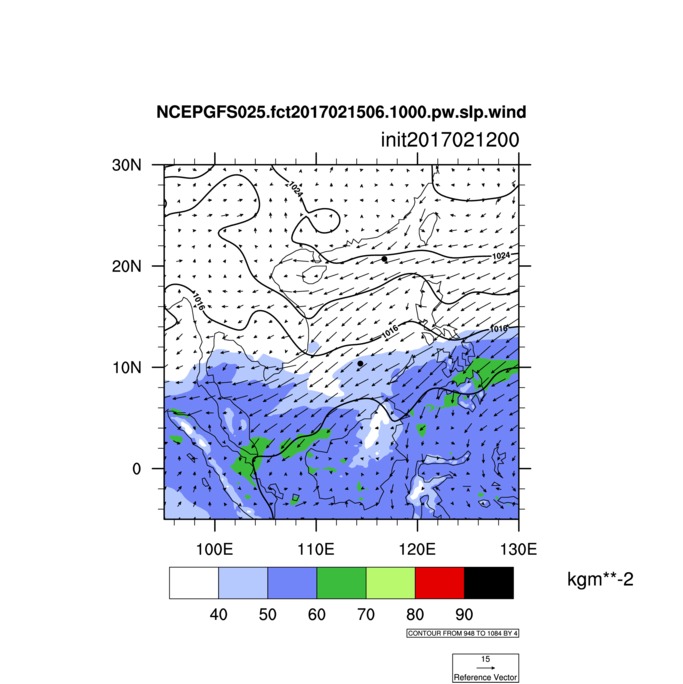 NCEPGFS025.fct2017021506.1000.pw.slp.wind
init2017021200
30N
1024
20N
1024
1016
1016
1016
10N
0
100E 110E 120E 130E
40 50 60 70 80 90
kgm**-2
CONTOUR FROM 948 TO 1084 BY 4
15
Reference Vector